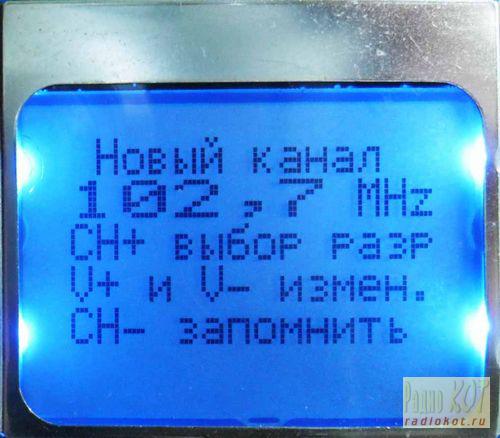 Новый канал
102,7 MHz
CH+ выбор разр
V+ и V- измен.
CH- запомнить
Радио КОТ
radiokot.ru